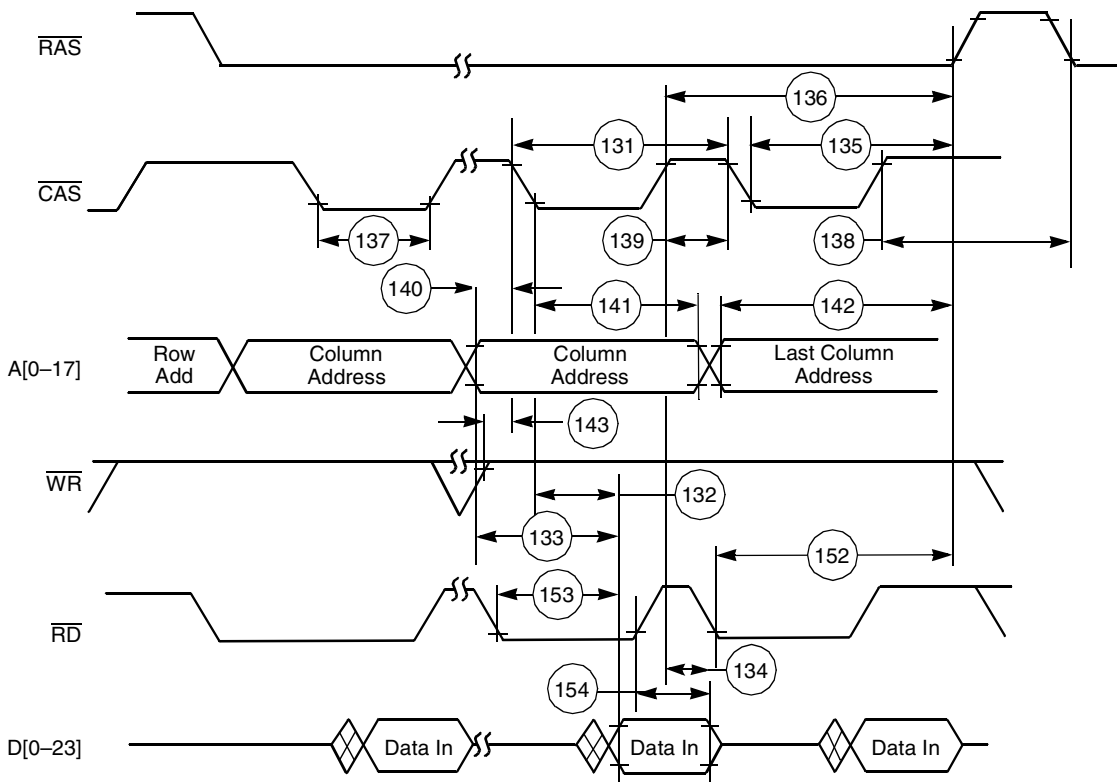 RAS
136
131
135
CAS
137
139
138
140
141
142
A[0–17]
Row
Add
Column
Address
Column
Address
Last Column
Address
143
WR
132
133
152
153
RD
134
154
D[0–23]
Data In
Data In
Data In